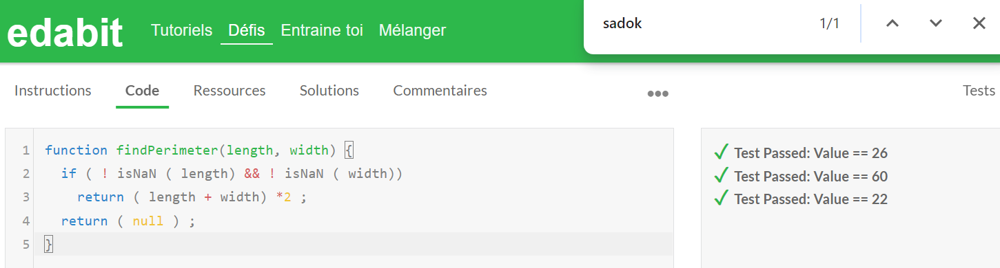 edabit Tutoriels Défis Entraine toi Mélanger
sadok 1/1
Instructions Code Ressources Solutions Commentaires Tests
1 function findPerimeter(length, width) {
2 if ( ! isNaN ( length) && ! isNaN ( width))
3 return ( length + width) *2 ;
4 return ( null ) ;
5 }
Test Passed: Value == 26
Test Passed: Value == 60
Test Passed: Value == 22